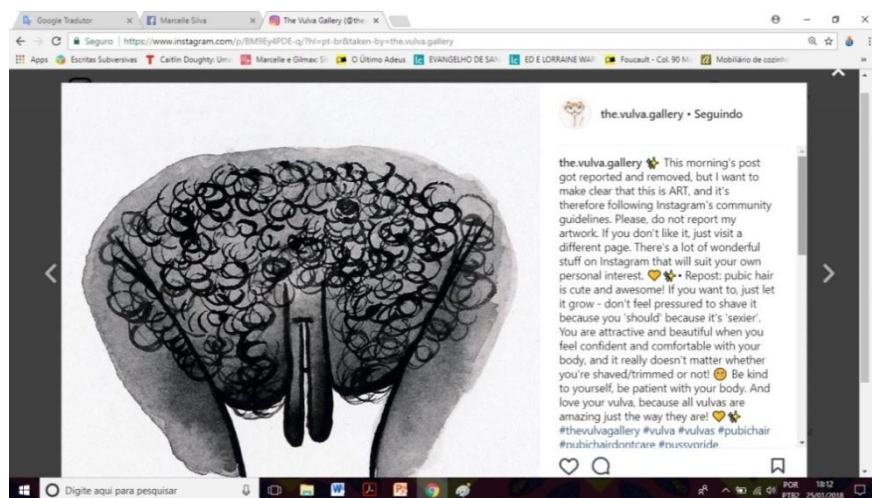 Google Tradutor
Marcelle Silva
The Vulva Gallery (@the
Seguro | https://www.instagram.com/p/BM9Ey4PDE-q/?hl=pt-br&taken-by=the.vulva.gallery
Apps Escritas Subversivas Caitlin Doughty: Um Marcelle e Gilmax: S O Último Adeus EVANGELHO DE SAN ED E LORRAINE WAR Foucault - Col. 90 M Mobiliário de cozinh
the.vulva.gallery • Seguindo
the.vulva.gallery ✨ This morning's post
got reported and removed, but I want to
make clear that this is ART, and it's
therefore following Instagram's community
guidelines. Please, do not report my
artwork. If you don't like it, just visit a
different page. There's a lot of wonderful
stuff on Instagram that will suit your own
personal interest. 💛 ✨ • Repost: pubic hair
is cute and awesome! If you want to, just let
it grow - don't feel pressured to shave it
because you 'should' because it's 'sexier'.
You are attractive and beautiful when you
feel confident and comfortable with your
body, and it really doesn't matter whether
you're shaved/trimmed or not! 😁 Be kind
to yourself, be patient with your body. And
love your vulva, because all vulvas are
amazing just the way they are! 💛 ✨
#thevulvagallery #vulva #vulvas #pubichair
#pubichairdontcare #pussypride
Digite aqui para pesquisar
POR 18:12
PTB2 25/01/2018